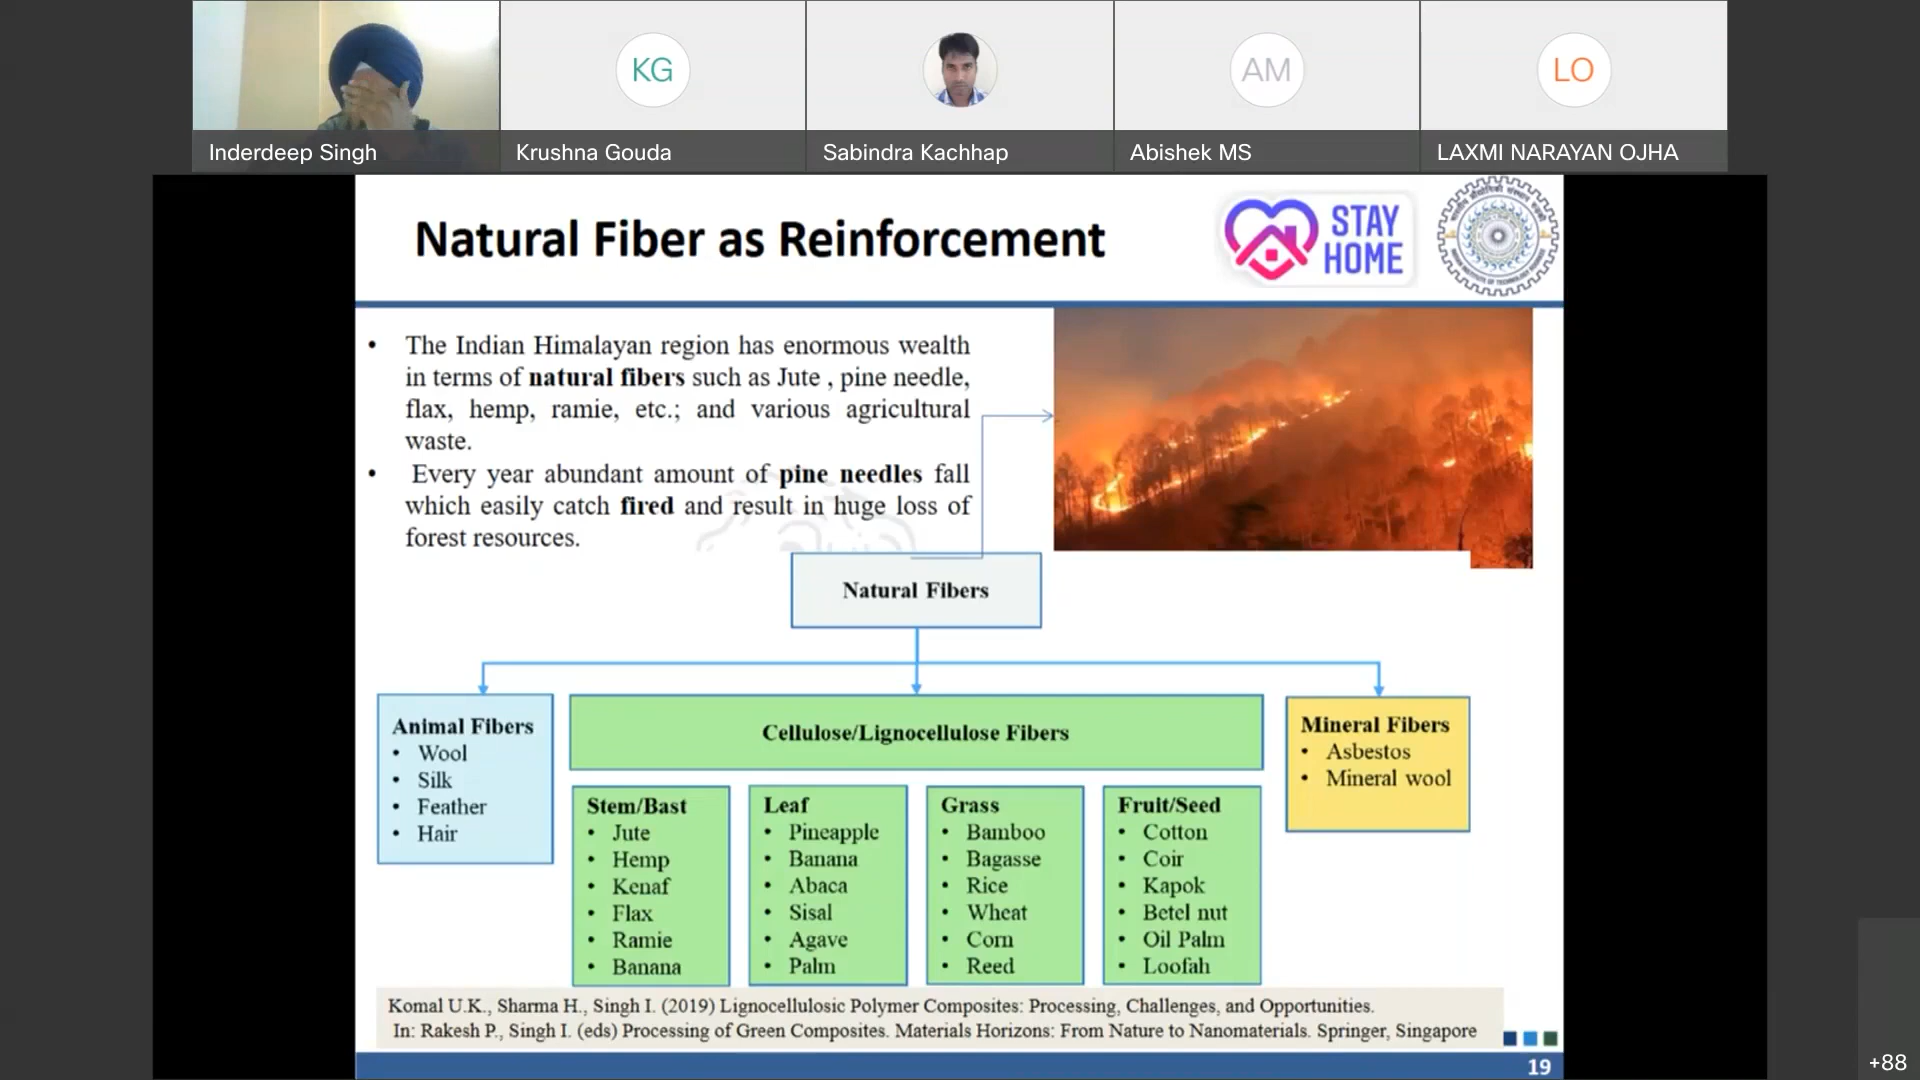 KG
AM
LO
Inderdeep Singh
Krushna Gouda
Sabindra Kachhap
Abishek MS
LAXMI NARAYAN OJHA
Natural Fiber as Reinforcement
STAY
HOME
• The Indian Himalayan region has enormous wealth
in terms of natural fibers such as Jute , pine needle,
flax, hemp, ramie, etc.; and various agricultural
waste.
• Every year abundant amount of pine needles fall
which easily catch fired and result in huge loss of
forest resources.
Natural Fibers
Animal Fibers
• Wool
• Silk
• Feather
• Hair
Cellulose/Lignocellulose Fibers
Stem/Bast
• Jute
• Hemp
• Kenaf
• Flax
• Ramie
• Banana
Leaf
• Pineapple
• Banana
• Abaca
• Sisal
• Agave
• Palm
Grass
• Bamboo
• Bagasse
• Rice
• Wheat
• Corn
• Reed
Fruit/Seed
• Cotton
• Coir
• Kapok
• Betel nut
• Oil Palm
• Loofah
Mineral Fibers
• Asbestos
• Mineral wool
Komal U.K., Sharma H., Singh I. (2019) Lignocellulosic Polymer Composites: Processing, Challenges, and Opportunities.
In: Rakesh P., Singh I. (eds) Processing of Green Composites. Materials Horizons: From Nature to Nanomaterials. Springer, Singapore
19
+88